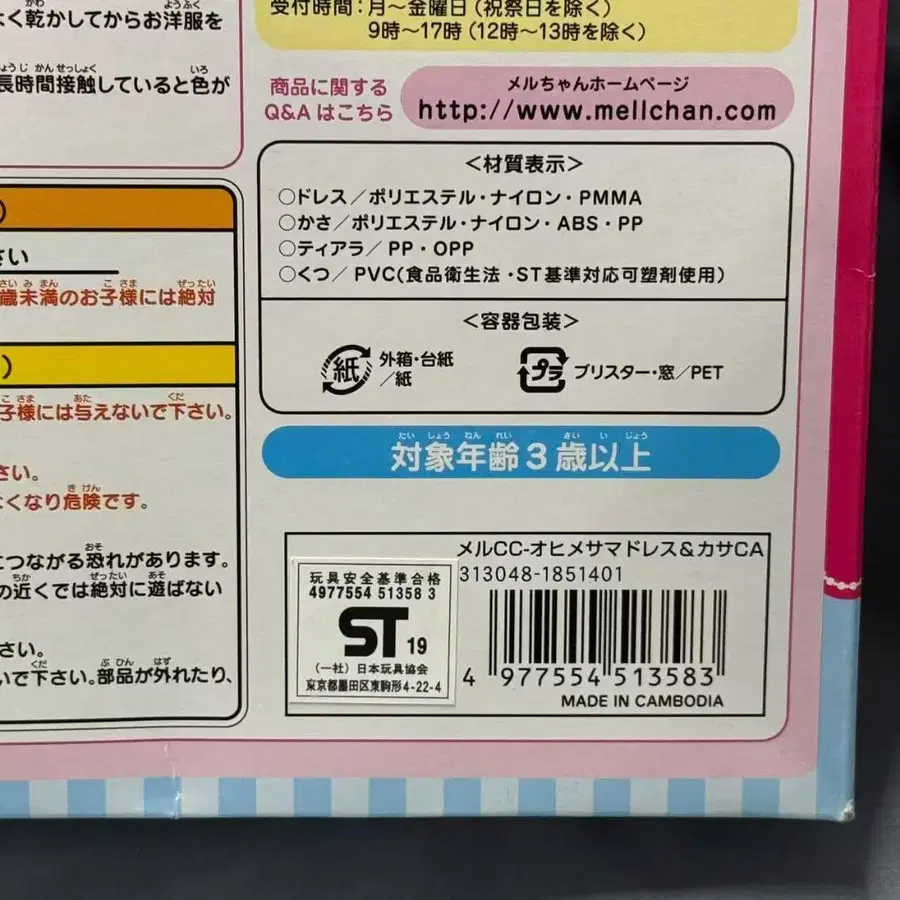 く乾かしてからお洋服を
長時間接触していると色が
さい
歳未満のお子様には絶対
子様には与えないで下さい。
さい。
くなり危険です。
につながる恐れがあります。
の近くでは絶対に遊ばない
さい。
いで下さい。部品が外れたり、
受付時間:月〜金曜日(祝祭日を除く)
9時〜17時(12時〜13時を除く)
商品に関する
Q&Aはこちら
メルちゃんホームページ
http://www.mellchan.com
<材質表示>
○ドレス/ポリエステル・ナイロン・PMMA
○かさ/ポリエステル・ナイロン・ABS・PP
○ティアラ/PP・OPP
○くつ/PVC(食品衛生法・ST基準対応可塑剤使用)
<容器包装>
紙 外箱・台紙
/紙
プラ ブリスター・窓/PET
対象年齢3歳以上
メルCC-オヒメサマドレス&カサCA
313048-1851401
玩具安全基準合格
4977554 51358 3
ST 19
(一社)日本玩具協会
東京都墨田区東駒形4-22-4
4 977554 513583
MADE IN CAMBODIA